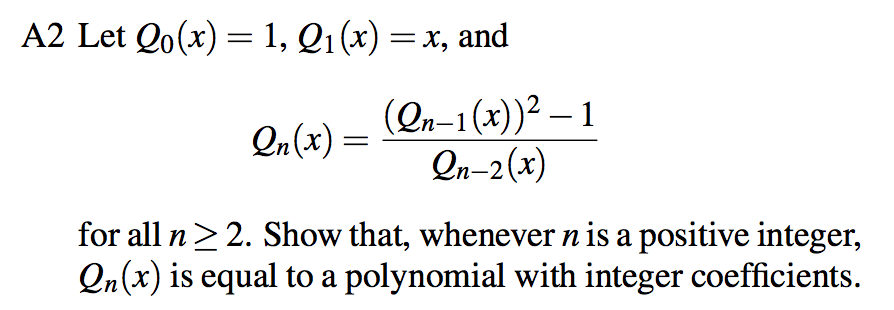 A2 Let Q₀(x) = 1, Q₁(x) = x, and
Qₙ(x) = ((Qₙ₋₁(x))² − 1) / Qₙ₋₂(x)
for all n ≥ 2. Show that, whenever n is a positive integer,
Qₙ(x) is equal to a polynomial with integer coefficients.